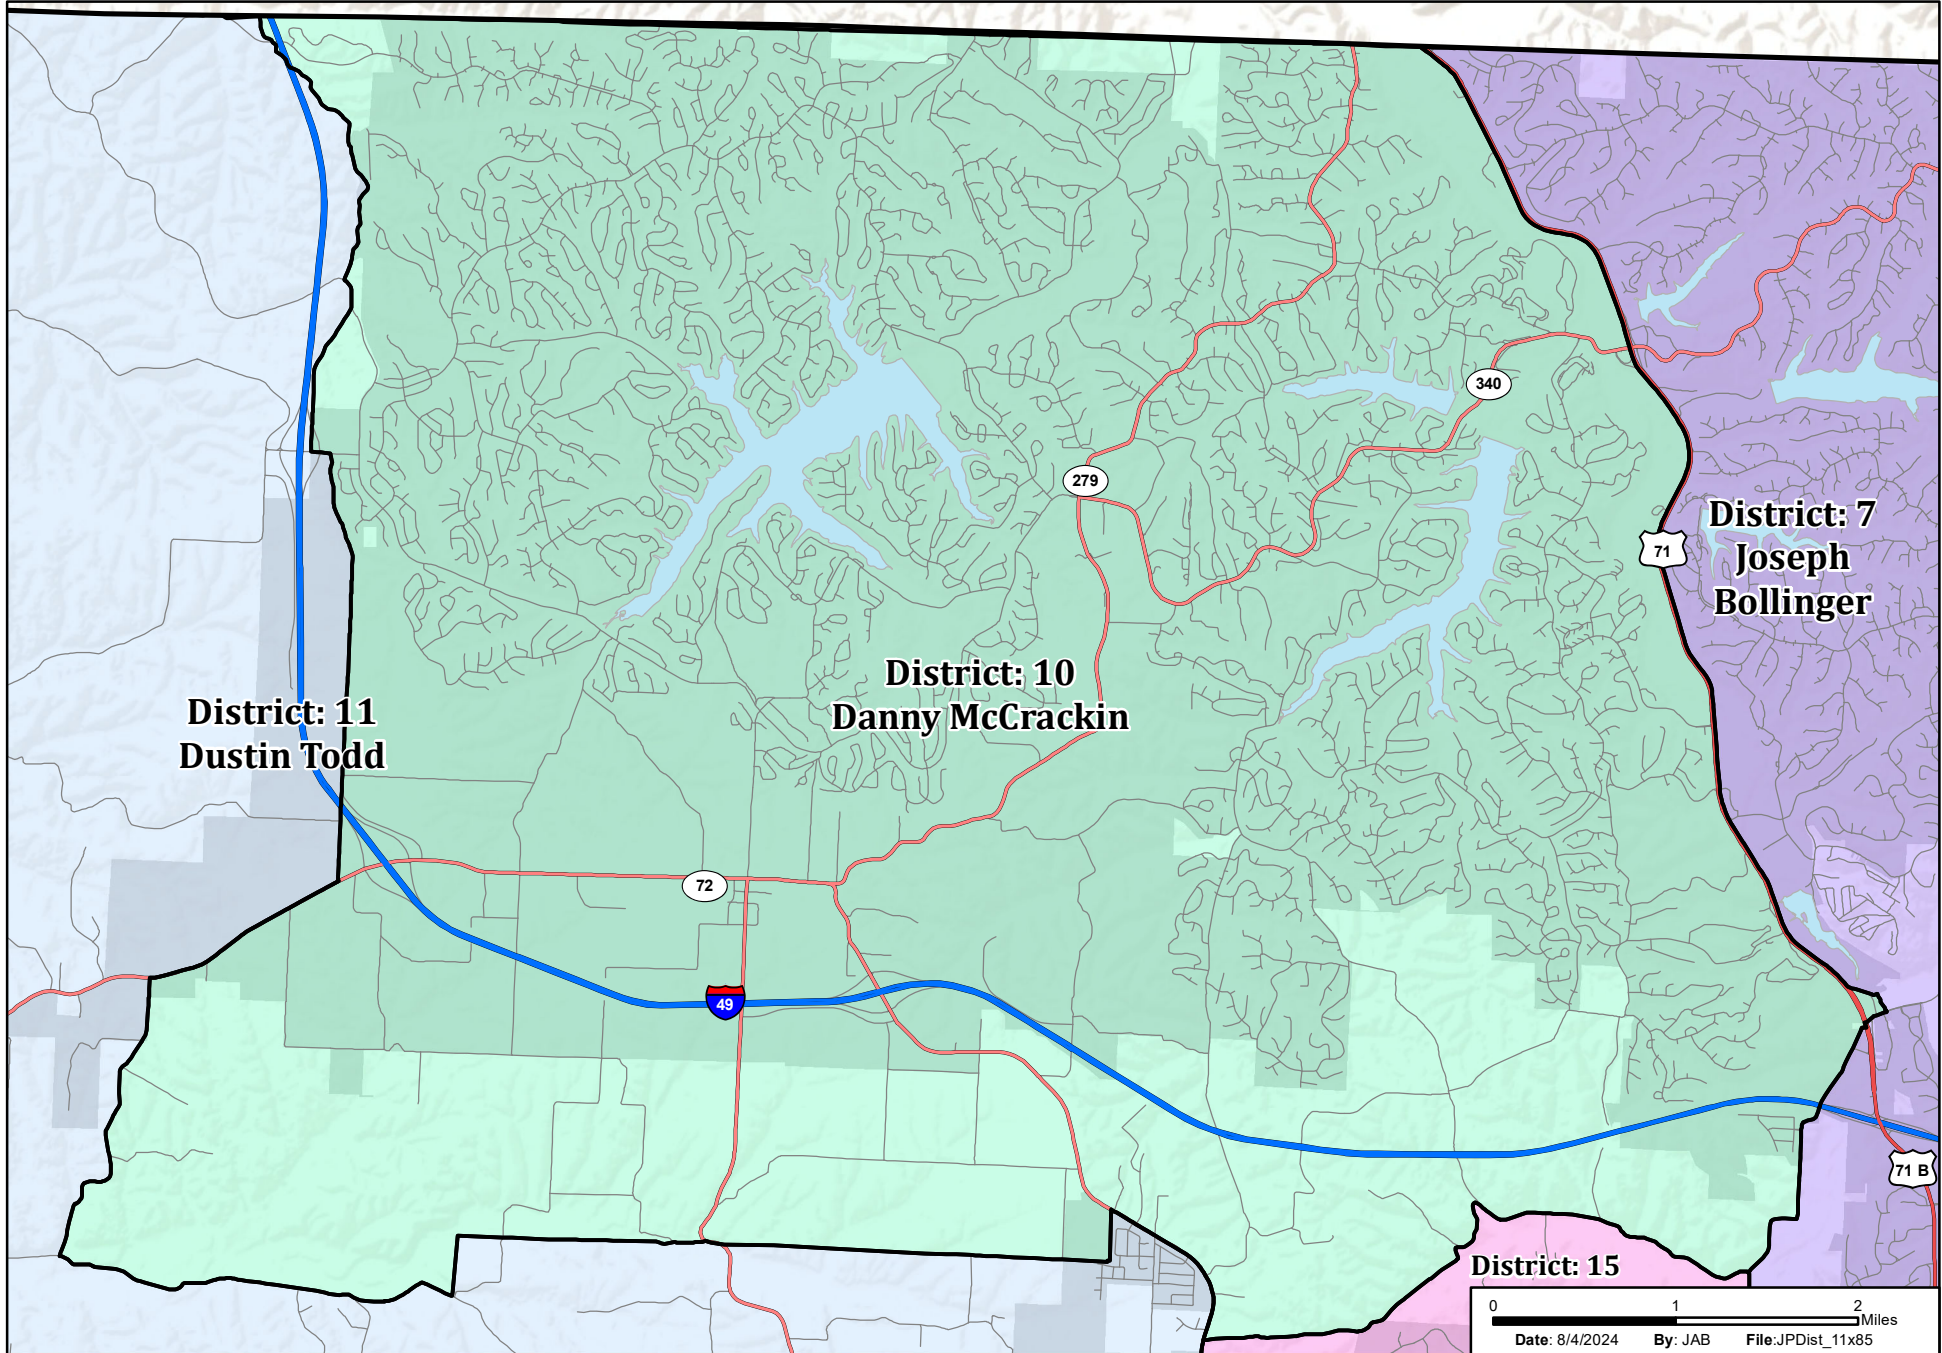 340
279
District: 7
Joseph
Bollinger
71
District: 10
Danny McCrackin
District: 11
Dustin Todd
72
49
71 B
District: 15
0 1 2
Miles
Date: 8/4/2024 By: JAB File:JPDist_11x85